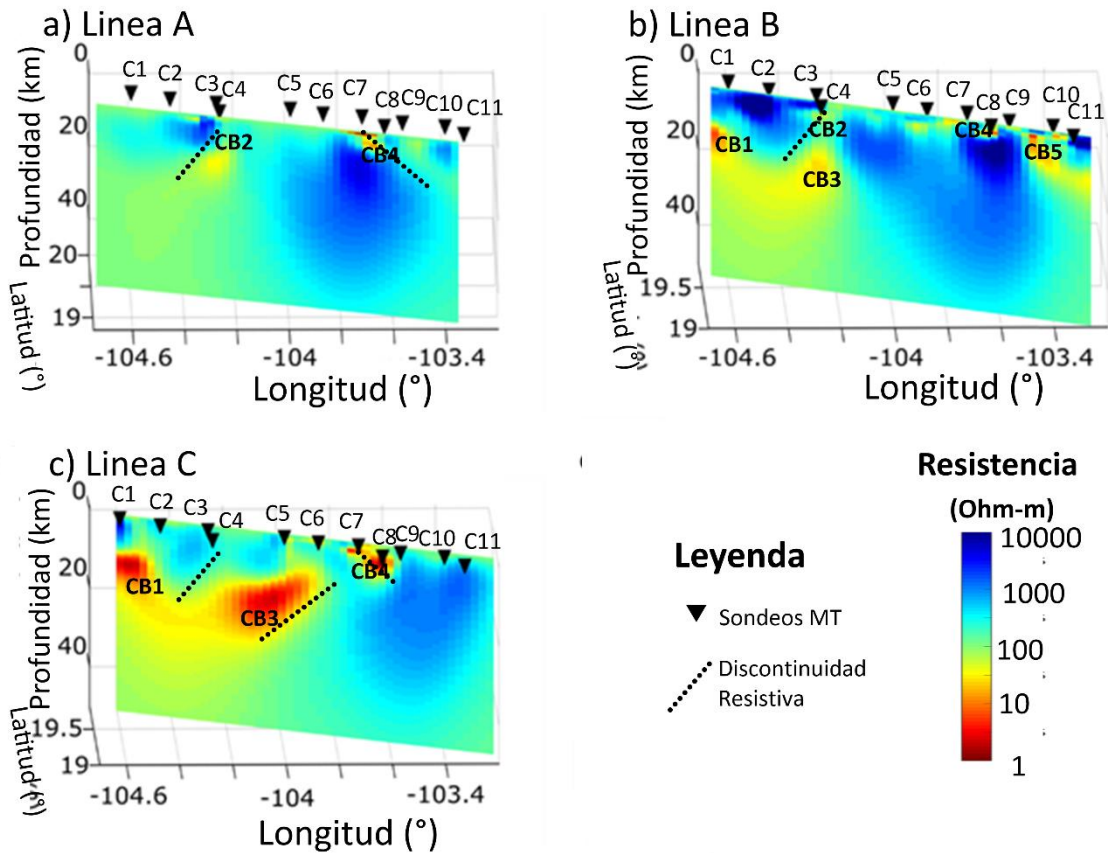 a) Linea A
0
20
40
20
19
Profundidad (km)
Latitud (°)
C1 C2 C3 C4 C5 C6 C7 C8 C9 C10 C11
CB2
CB4
-104.6 -104 -103.4
Longitud (°)
b) Linea B
0
20
40
19.5
19
Profundidad (km)
Latitud (°)
C1 C2 C3 C4 C5 C6 C7 C8 C9 C10 C11
CB1
CB2
CB3
CB4
CB5
-104.6 -104 -103.4
Longitud (°)
c) Linea C
0
20
40
19.5
19
Profundidad (km)
Latitud (°)
C1 C2 C3 C4 C5 C6 C7 C8 C9 C10 C11
CB1
CB3
CB4
-104.6 -104 -103.4
Longitud (°)
Leyenda
Sondeos MT
Discontinuidad
Resistiva
Resistencia
(Ohm-m)
10000
1000
100
10
1